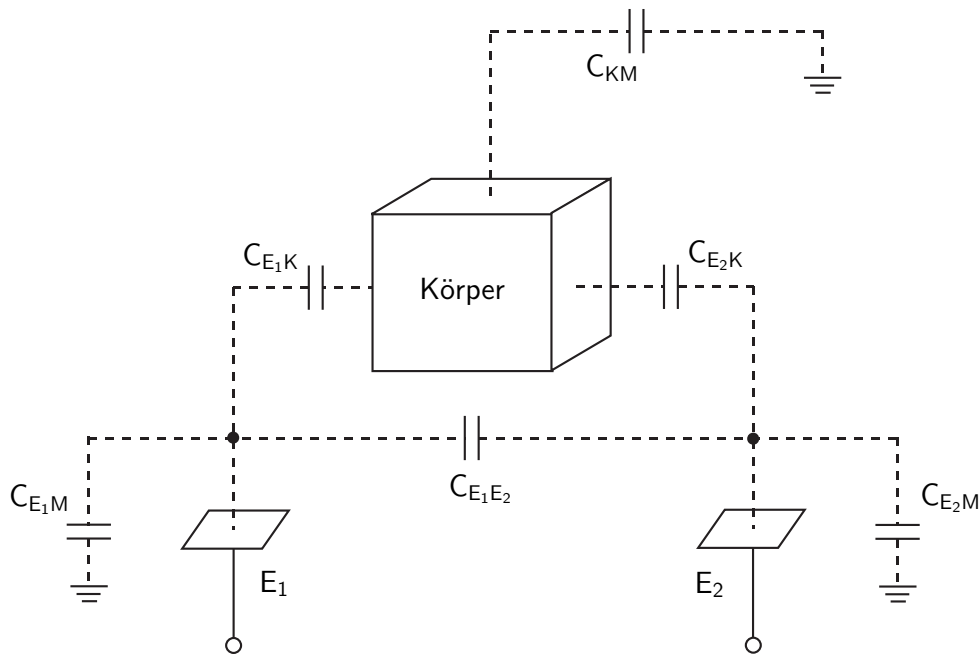 C_KM
C_E₁K
C_E₂K
Körper
C_E₁E₂
C_E₁M
C_E₂M
E₁
E₂